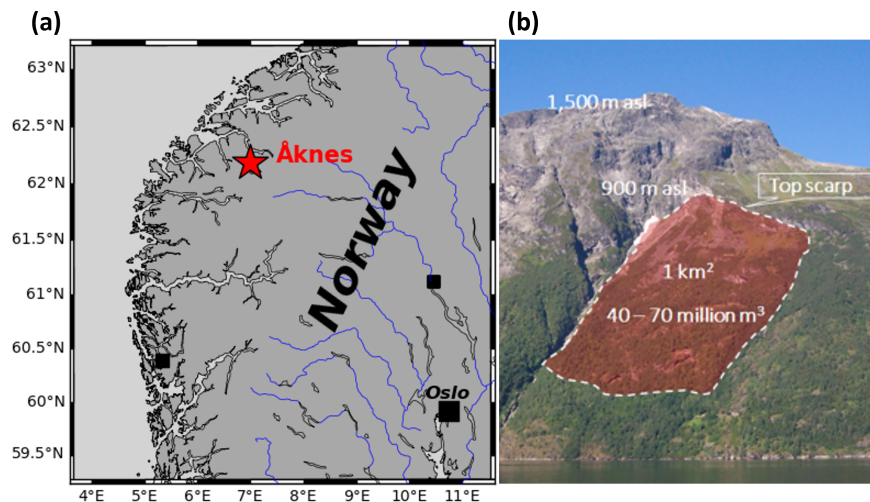 (a)
63°N
62.5°N
62°N
61.5°N
61°N
60.5°N
60°N
59.5°N
4°E 5°E 6°E 7°E 8°E 9°E 10°E 11°E
Åknes
Norway
Oslo
(b)
1,500 m asl
900 m asl
Top scarp
1 km²
40 – 70 million m³